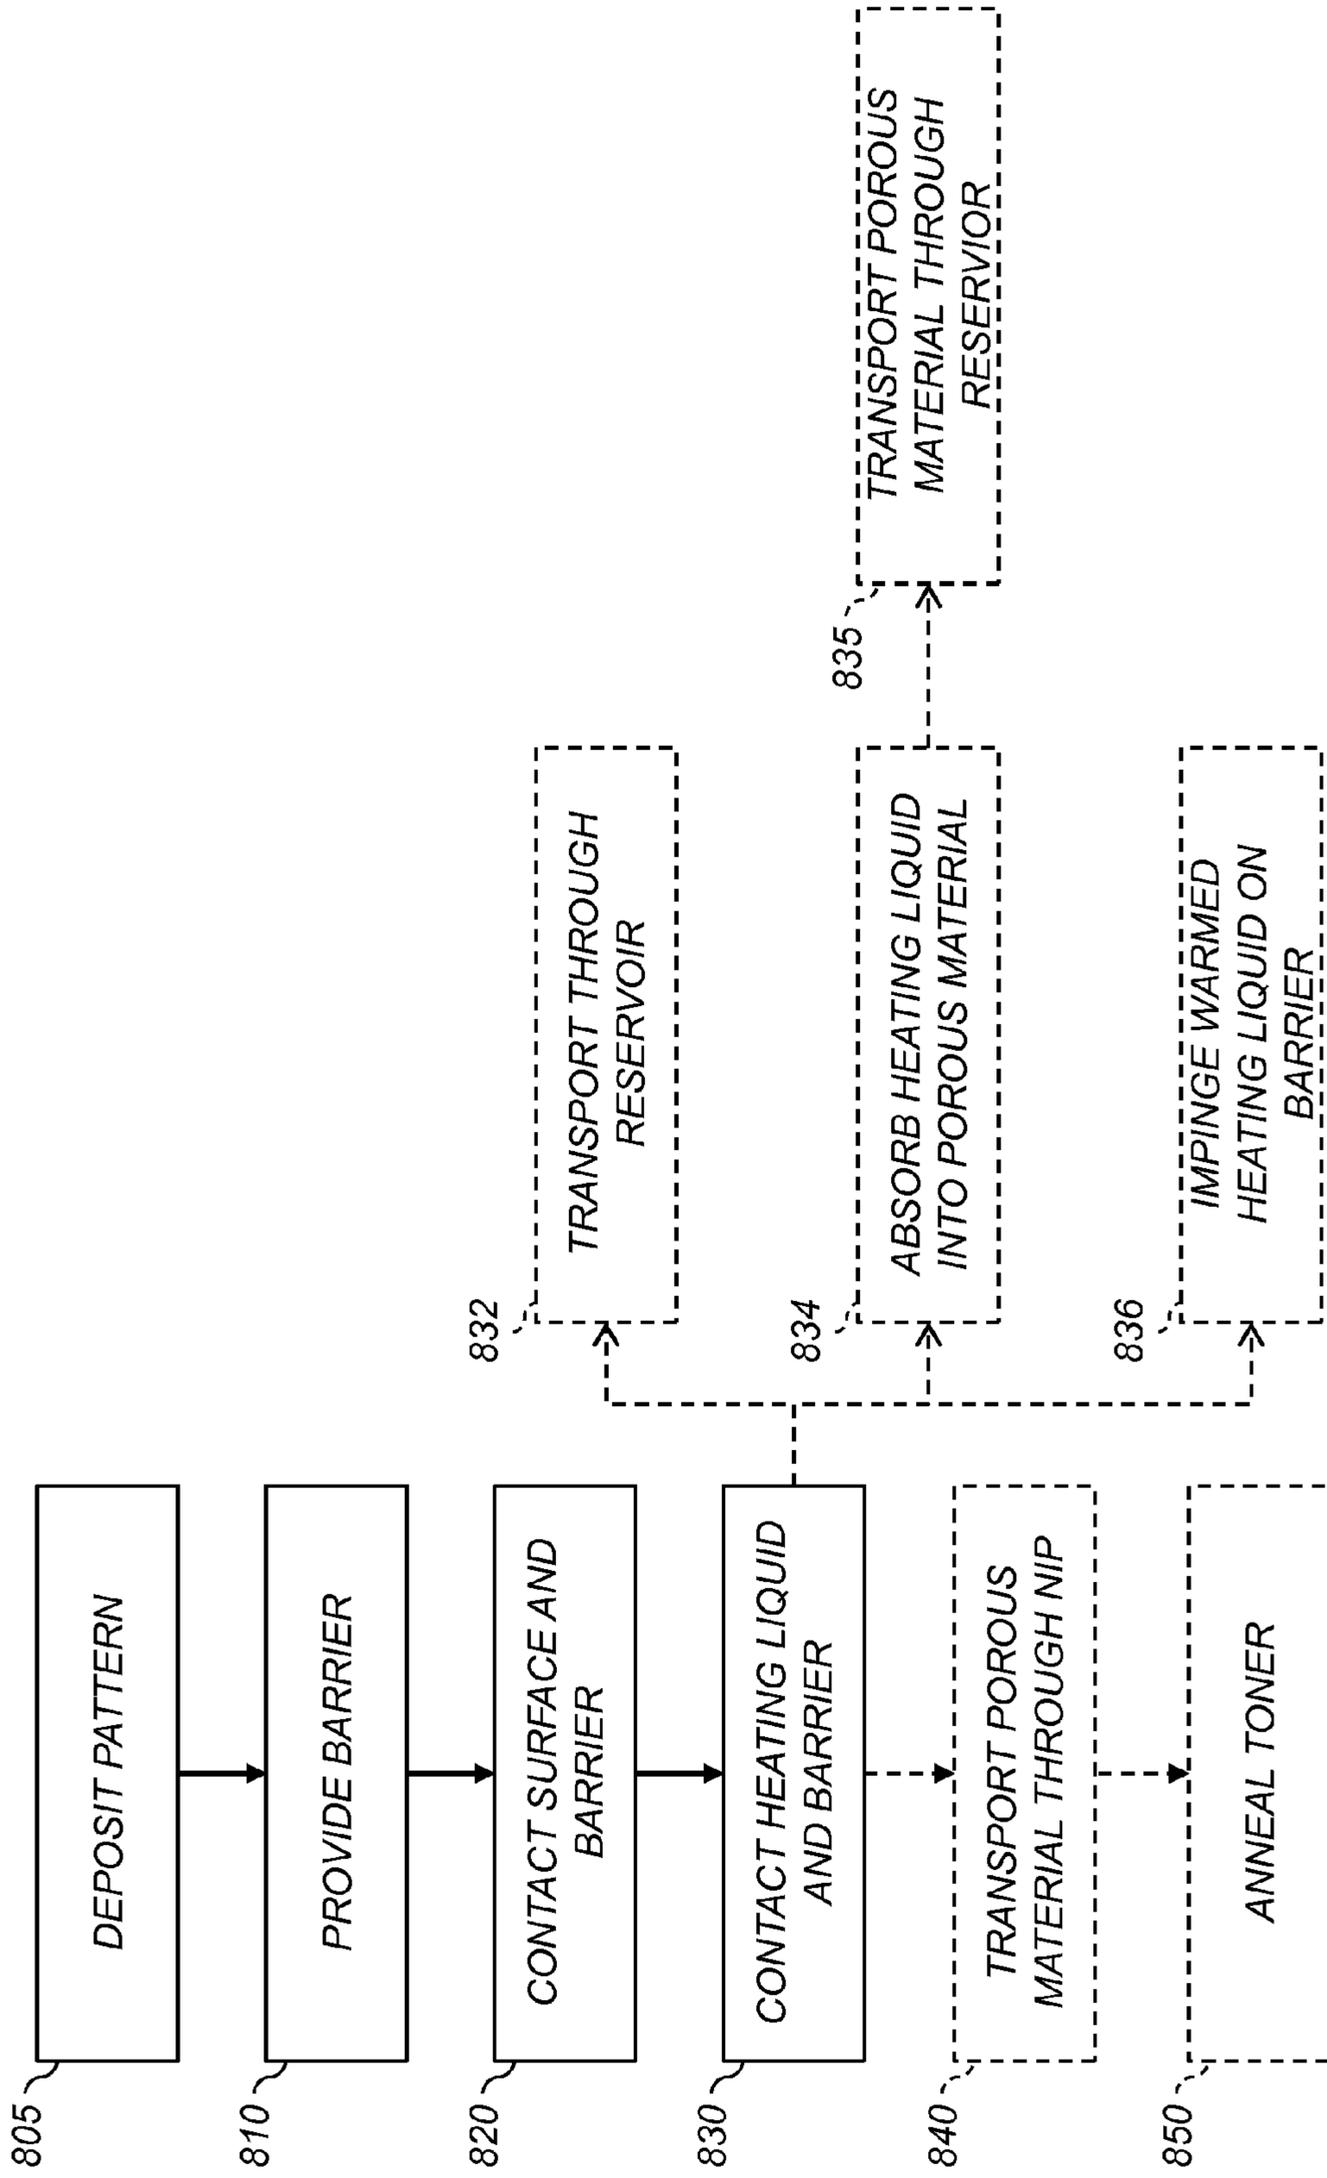 805
DEPOSIT PATTERN
810
PROVIDE BARRIER
820
CONTACT SURFACE AND
BARRIER
830
CONTACT HEATING LIQUID
AND BARRIER
832
TRANSPORT THROUGH
RESERVOIR
834
ABSORB HEATING LIQUID
INTO POROUS MATERIAL
835
TRANSPORT POROUS
MATERIAL THROUGH
RESERVIOR
836
IMPINGE WARMED
HEATING LIQUID ON
BARRIER
840
TRANSPORT POROUS
MATERIAL THROUGH NIP
850
ANNEAL TONER